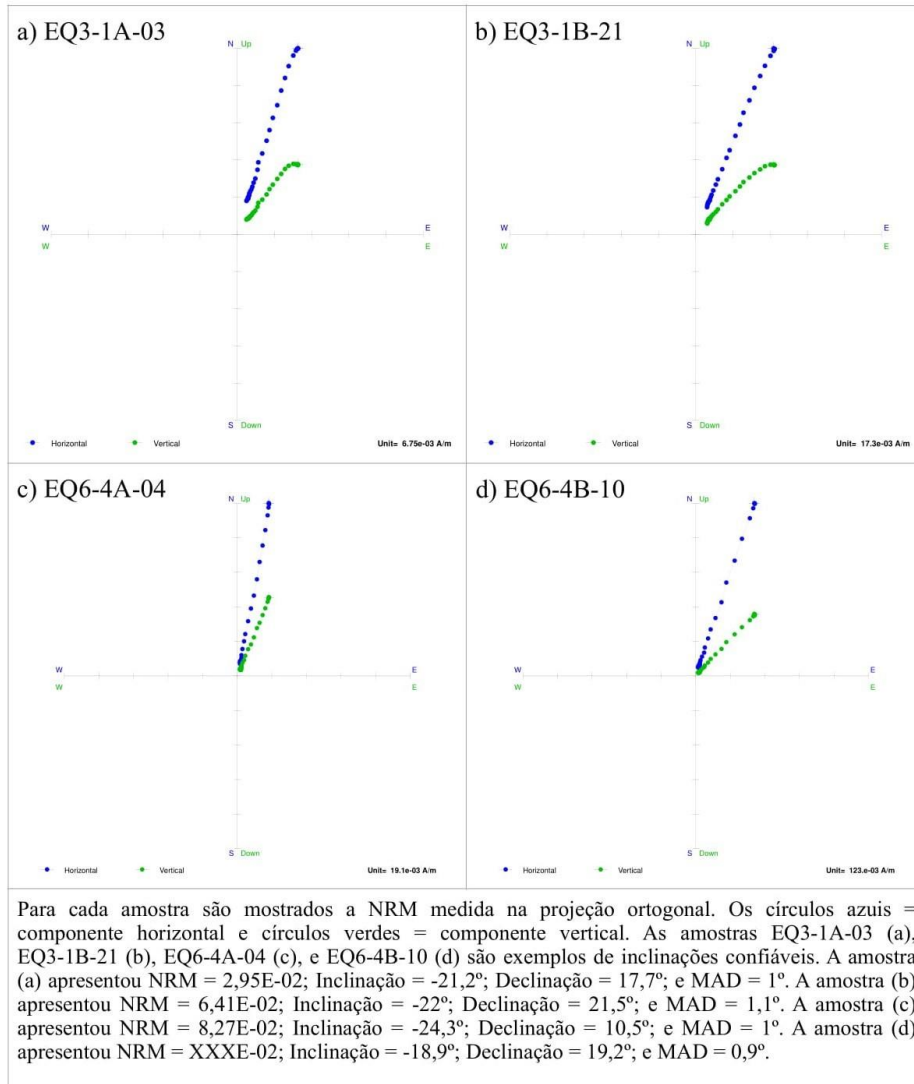 a) EQ3-1A-03
N Up
W
E
W
E
S Down
Horizontal Vertical Unit= 6.75e-03 A/m
b) EQ3-1B-21
N Up
W
E
W
E
S Down
Horizontal Vertical Unit= 17.3e-03 A/m
c) EQ6-4A-04
N Up
W
E
W
E
S Down
Horizontal Vertical Unit= 19.1e-03 A/m
d) EQ6-4B-10
N Up
W
E
W
E
S Down
Horizontal Vertical Unit= 123.e-03 A/m
Para cada amostra são mostrados a NRM medida na projeção ortogonal. Os círculos azuis =
componente horizontal e círculos verdes = componente vertical. As amostras EQ3-1A-03 (a),
EQ3-1B-21 (b), EQ6-4A-04 (c), e EQ6-4B-10 (d) são exemplos de inclinações confiáveis. A amostra
(a) apresentou NRM = 2,95E-02; Inclinação = -21,2º; Declinação = 17,7º; e MAD = 1º. A amostra (b)
apresentou NRM = 6,41E-02; Inclinação = -22º; Declinação = 21,5º; e MAD = 1,1º. A amostra (c)
apresentou NRM = 8,27E-02; Inclinação = -24,3º; Declinação = 10,5º; e MAD = 1º. A amostra (d)
apresentou NRM = XXXE-02; Inclinação = -18,9º; Declinação = 19,2º; e MAD = 0,9º.